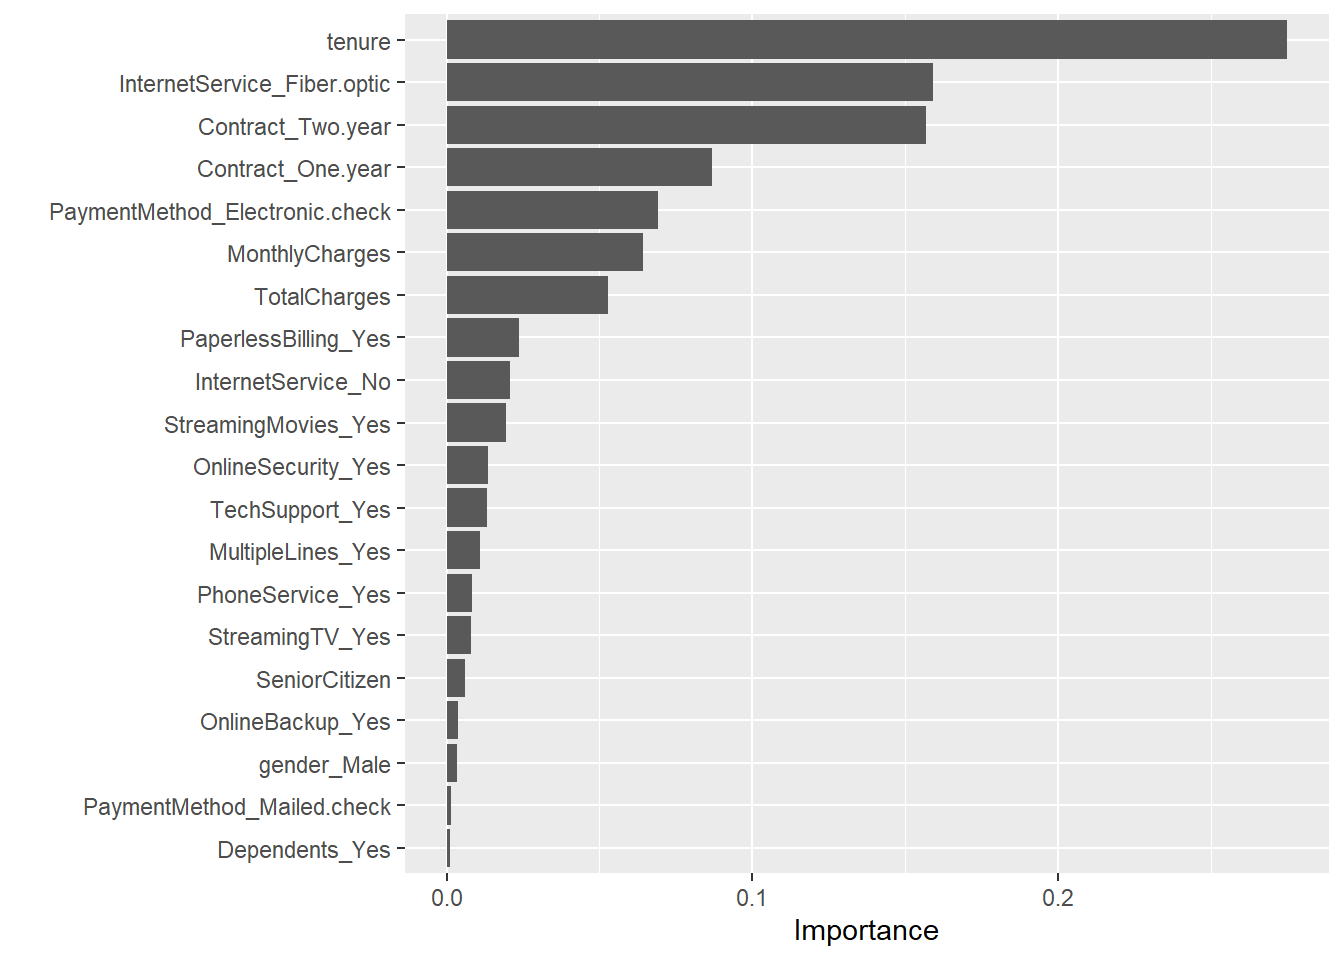 tenure
InternetService_Fiber.optic
Contract_Two.year
Contract_One.year
PaymentMethod_Electronic.check
MonthlyCharges
TotalCharges
PaperlessBilling_Yes
InternetService_No
StreamingMovies_Yes
OnlineSecurity_Yes
TechSupport_Yes
MultipleLines_Yes
PhoneService_Yes
StreamingTV_Yes
SeniorCitizen
OnlineBackup_Yes
gender_Male
PaymentMethod_Mailed.check
Dependents_Yes
0.0 0.1 0.2
Importance